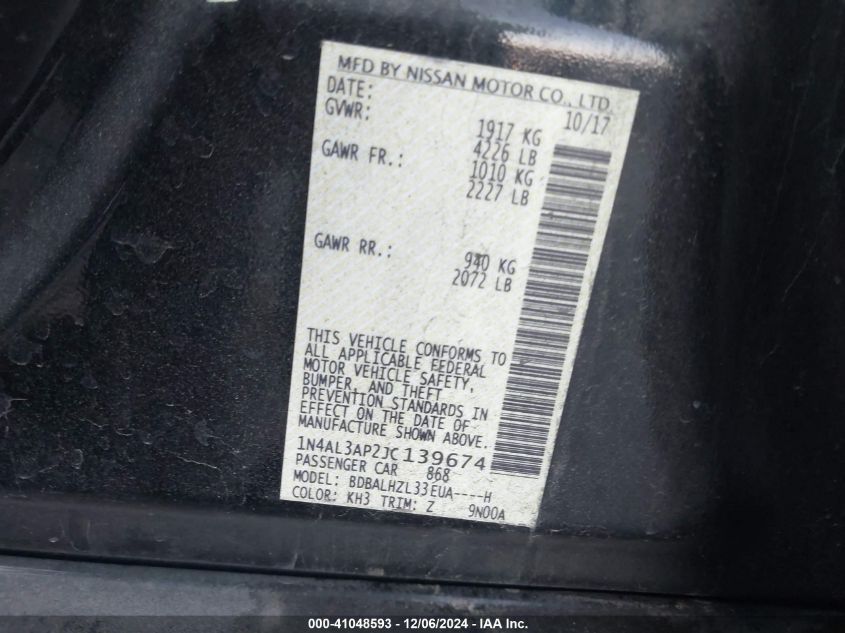 MFD BY NISSAN MOTOR CO., LTD.
DATE: 10/17
GVWR: 1917 KG
4226 LB
GAWR FR.: 1010 KG
2227 LB
GAWR RR.: 940 KG
2072 LB
THIS VEHICLE CONFORMS TO
ALL APPLICABLE FEDERAL
MOTOR VEHICLE SAFETY,
BUMPER, AND THEFT
PREVENTION STANDARDS IN
EFFECT ON THE DATE OF
MANUFACTURE SHOWN ABOVE.
1N4AL3AP2JC139674
PASSENGER CAR 868
MODEL: BDBALHZL33EUA----H
COLOR: KH3 TRIM: Z 9N00A
000-41048593 - 12/06/2024 - IAA Inc.